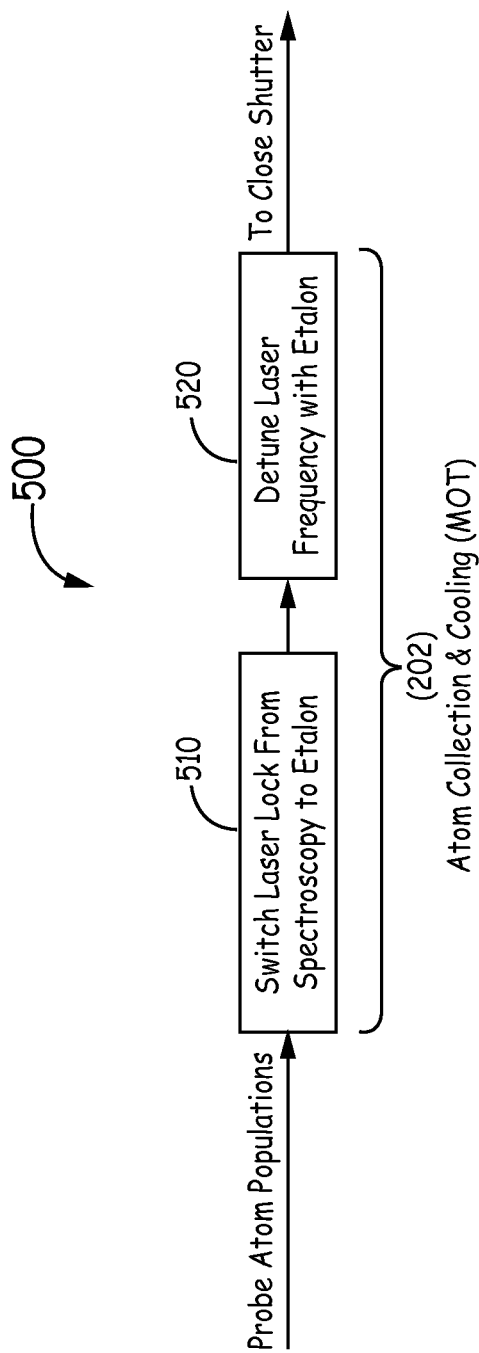 500
Probe Atom Populations
510
Switch Laser Lock From
Spectroscopy to Etalon
520
Detune Laser
Frequency with Etalon
To Close Shutter
(202)
Atom Collection & Cooling (MOT)